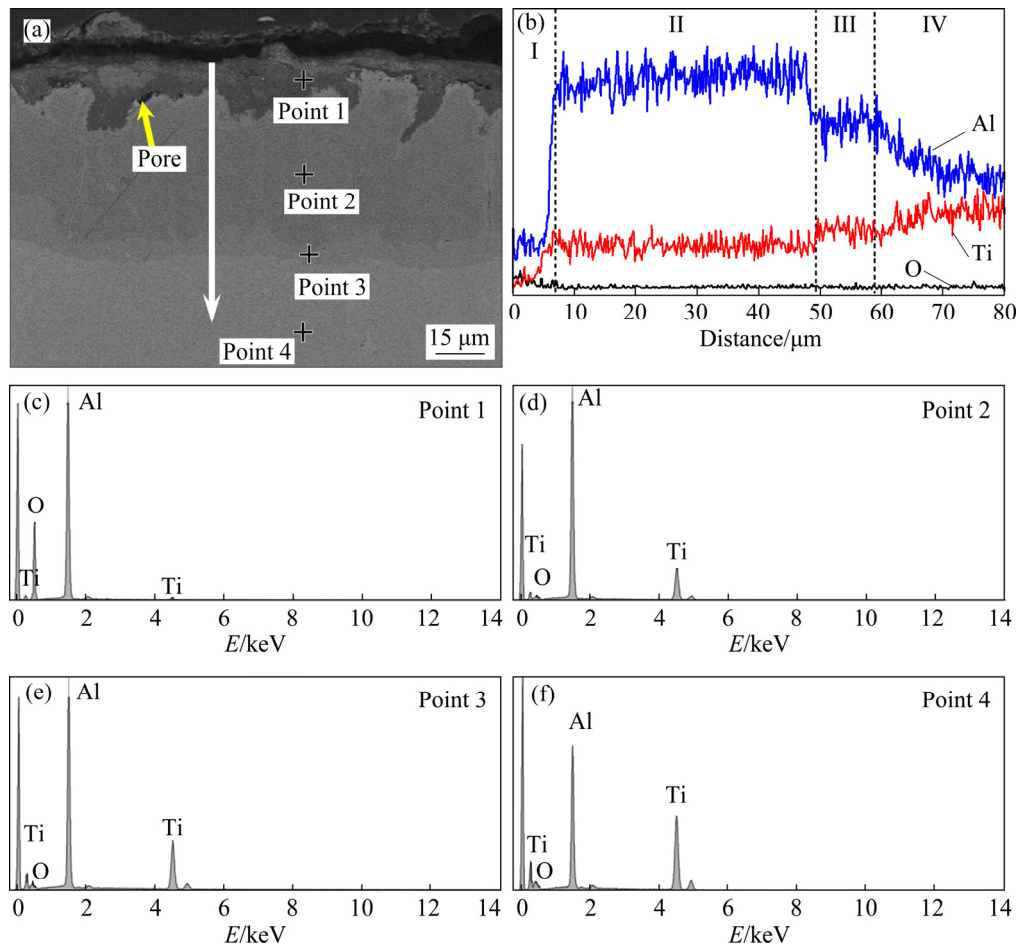 (a)
Point 1
Pore
Point 2
Point 3
Point 4
15 μm
(b)
I
II
III
IV
Al
Ti
O
0 10 20 30 40 50 60 70 80
Distance/μm
(c)
Al
Point 1
O
Ti
Ti
0 2 4 6 8 10 12 14
E/keV
(d)
Al
Point 2
Ti
O
Ti
0 2 4 6 8 10 12 14
E/keV
(e)
Al
Point 3
Ti
O
Ti
0 2 4 6 8 10 12 14
E/keV
(f)
Al
Point 4
Ti
O
Ti
0 2 4 6 8 10 12 14
E/keV